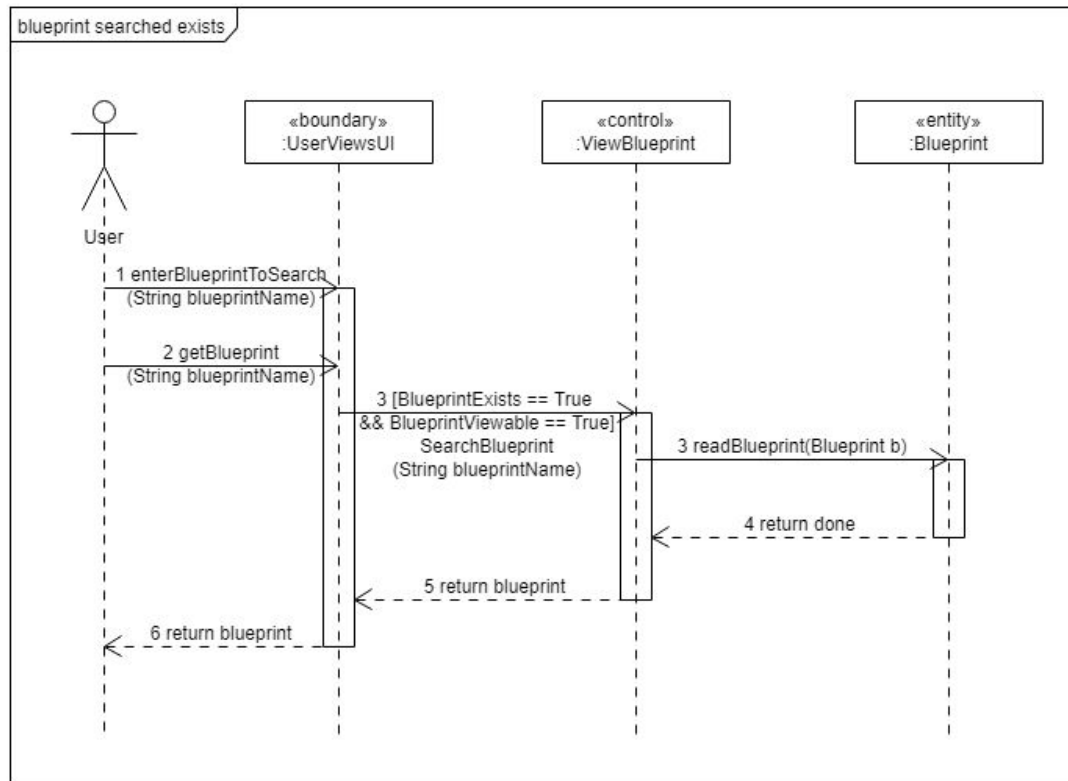 blueprint searched exists
«boundary»
:UserViewsUI
«control»
:ViewBlueprint
«entity»
:Blueprint
User
1 enterBlueprintToSearch
(String blueprintName)
2 getBlueprint
(String blueprintName)
3 [BlueprintExists == True
&& BlueprintViewable == True]
SearchBlueprint
(String blueprintName)
3 readBlueprint(Blueprint b)
4 return done
5 return blueprint
6 return blueprint